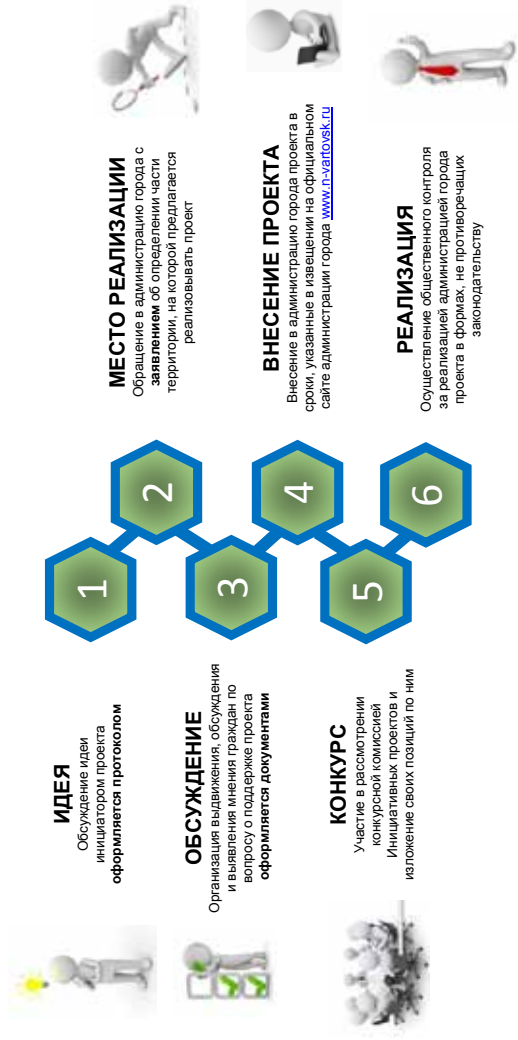 1
ИДЕЯ
Обсуждение идеи
инициатором проекта
оформляется протоколом
2
МЕСТО РЕАЛИЗАЦИИ
Обращение в администрацию города с
заявлением об определении части
территории, на которой предлагается
реализовывать проект
3
ОБСУЖДЕНИЕ
Организация выдвижения, обсуждения
и выявления мнения граждан по
вопросу о поддержке проекта
оформляется документами
4
ВНЕСЕНИЕ ПРОЕКТА
Внесение в администрацию города проекта в
сроки, указанные в извещении на официальном
сайте администрации города www.n-vartovsk.ru
5
КОНКУРС
Участие в рассмотрении
конкурсной комиссией
Инициативных проектов и
изложение своих позиций по ним
6
РЕАЛИЗАЦИЯ
Осуществление общественного контроля
за реализацией администрацией города
проекта в формах, не противоречащих
законодательству